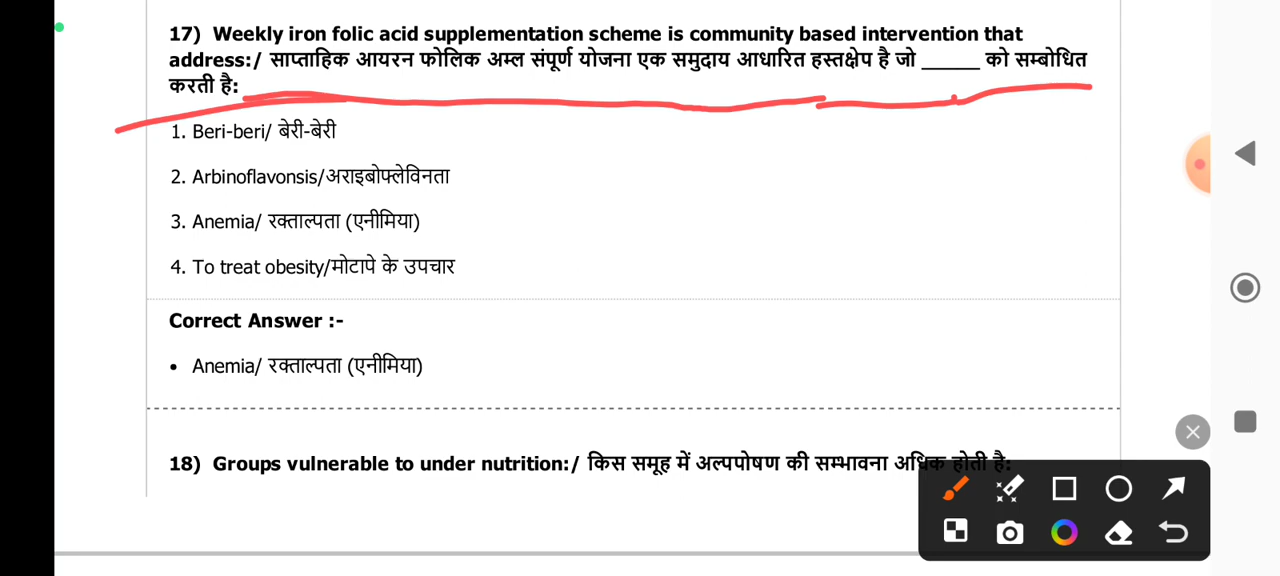 17) Weekly iron folic acid supplementation scheme is community based intervention that
address:/ साप्ताहिक आयरन फोलिक अम्ल संपूर्ण योजना एक समुदाय आधारित हस्तक्षेप है जो ______ को सम्बोधित
करती है:
1. Beri-beri/ बेरी-बेरी
2. Arbinoflavonsis/अराइबोफ्लेविनता
3. Anemia/ रक्ताल्पता (एनीमिया)
4. To treat obesity/मोटापे के उपचार
Correct Answer :-
• Anemia/ रक्ताल्पता (एनीमिया)
18) Groups vulnerable to under nutrition:/ किस समूह में अल्पपोषण की सम्भावना अधिक होती है: